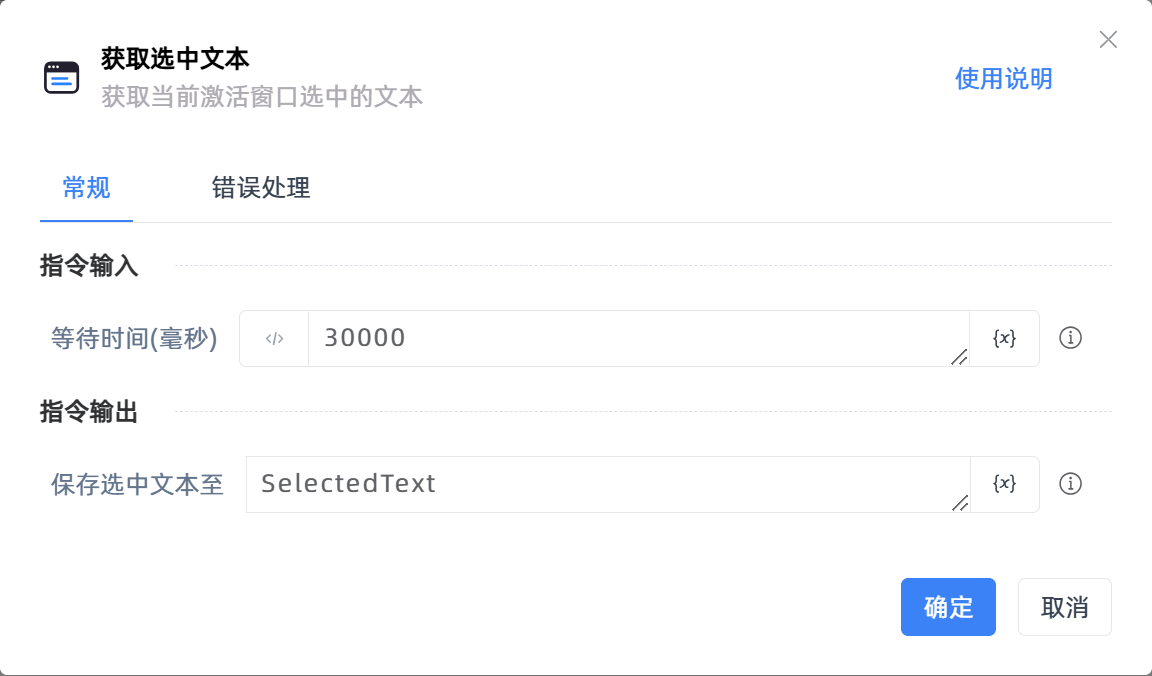 获取选中文本
获取当前激活窗口选中的文本
使用说明
常规 错误处理
指令输入
等待时间(毫秒) </> 30000 {x}
指令输出
保存选中文本至 SelectedText {x}
确定 取消